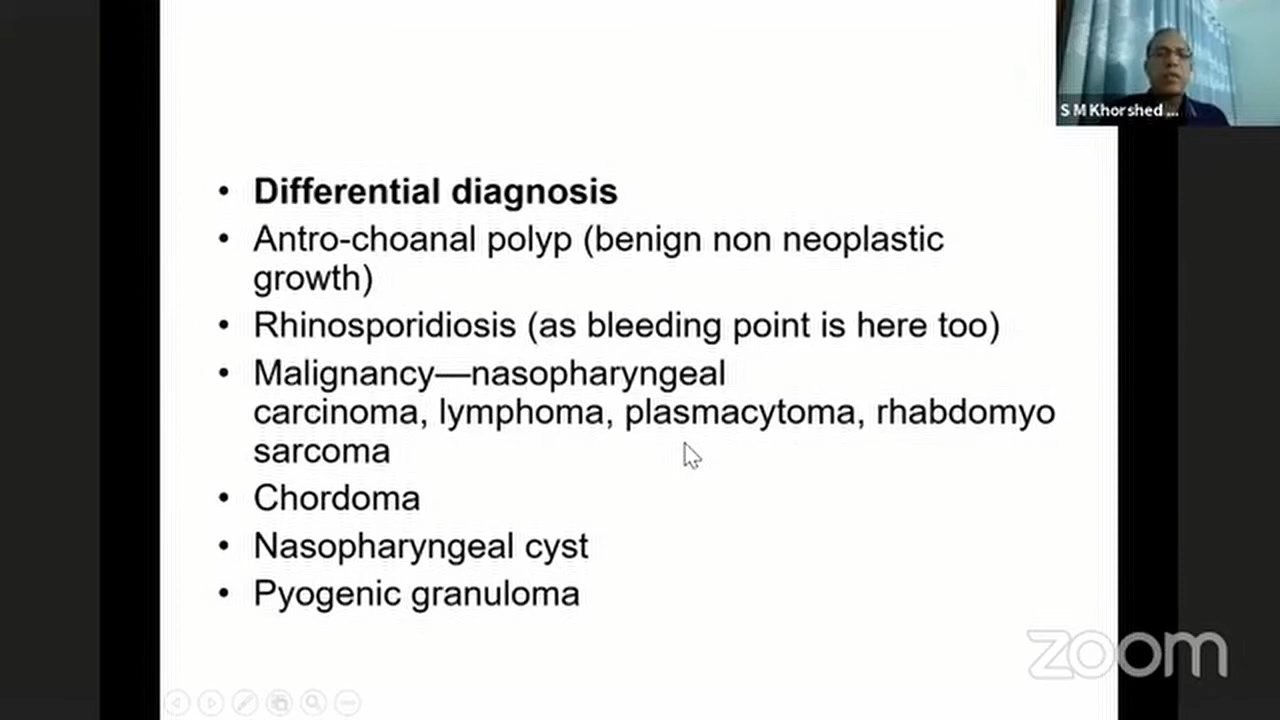 S M Khorshed ...
• Differential diagnosis
• Antro-choanal polyp (benign non neoplastic
growth)
• Rhinosporidiosis (as bleeding point is here too)
• Malignancy—nasopharyngeal
carcinoma, lymphoma, plasmacytoma, rhabdomyo
sarcoma
• Chordoma
• Nasopharyngeal cyst
• Pyogenic granuloma
zoom